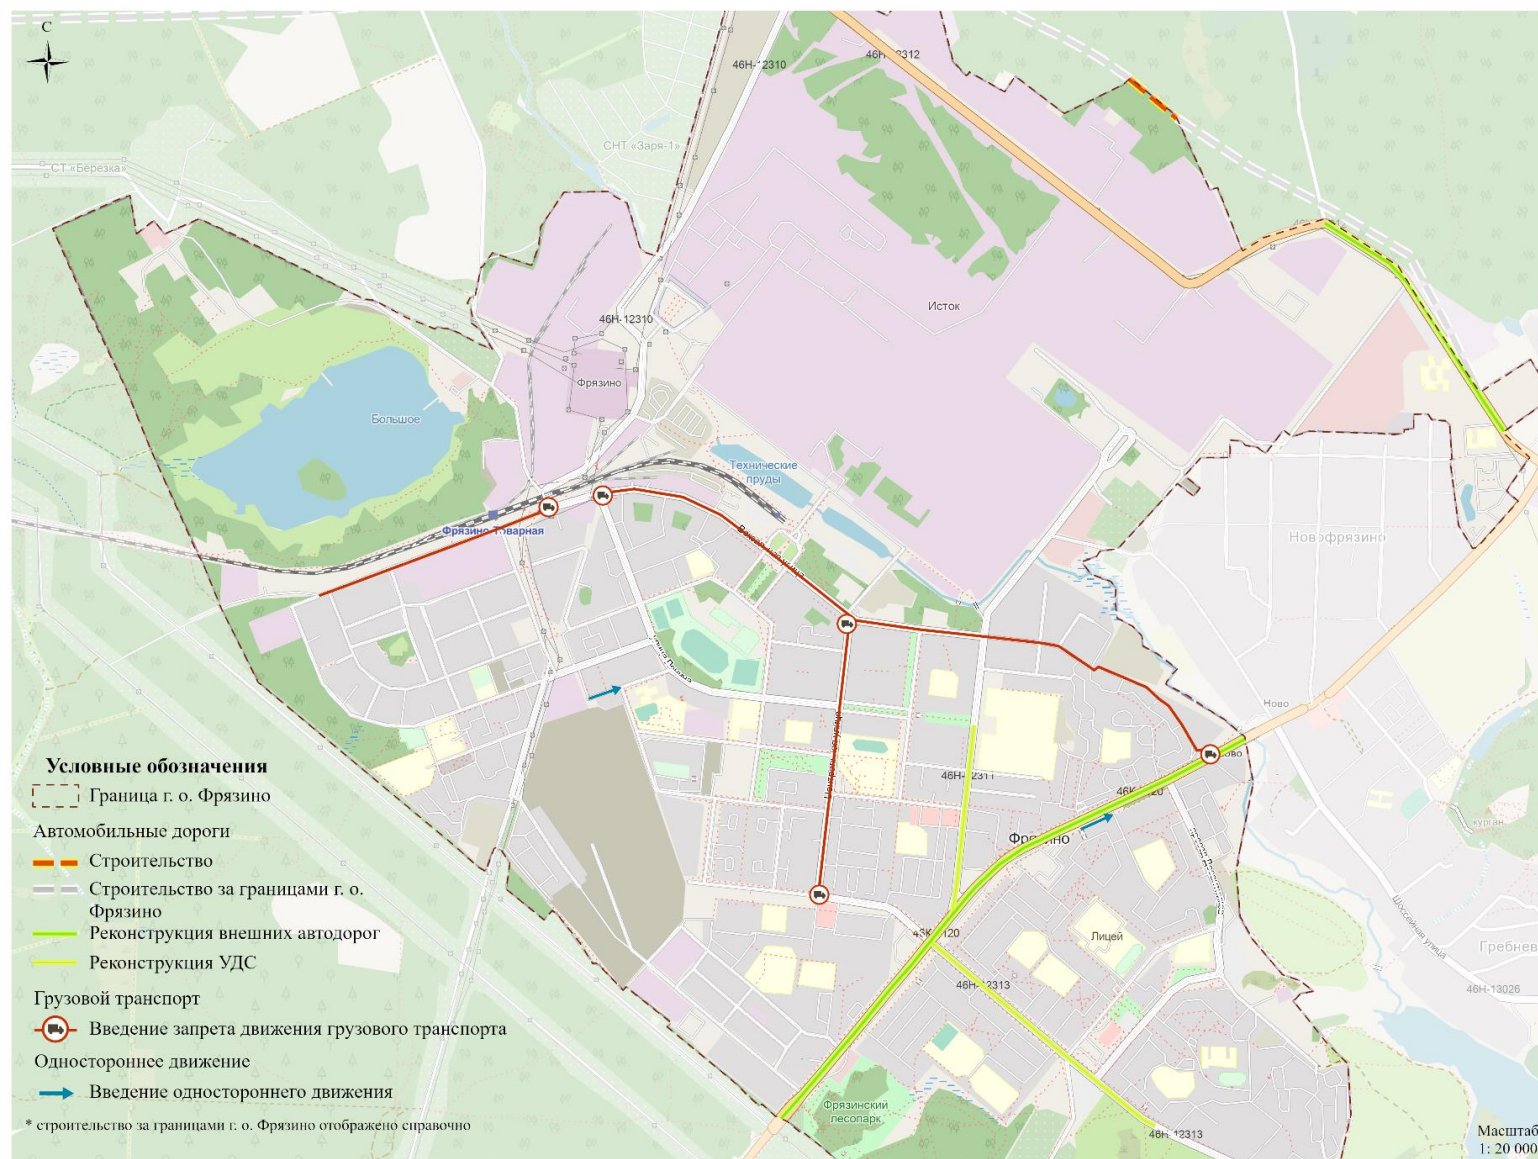 С
46Н-12310
46Н-12312
СНТ «Заря-1»
СТ «Березка»
46Н-12310
Исток
Фрязино
Большое
Технические
пруды
Фрязино-Товарная
Новофрязино
Ново
46Н-12311
Фрязино
Лицей
46Н-12313
курган
Шоссейная улица
Гребнев
46Н-13026
Фрязинский
лесопарк
46Н-12313
Условные обозначения
Граница г. о. Фрязино
Автомобильные дороги
Строительство
Строительство за границами г. о.
Фрязино
Реконструкция внешних автодорог
Реконструкция УДС
Грузовой транспорт
Введение запрета движения грузового транспорта
Одностороннее движение
Введение одностороннего движения
* строительство за границами г. о. Фрязино отображено справочно
Масштаб
1: 20 000